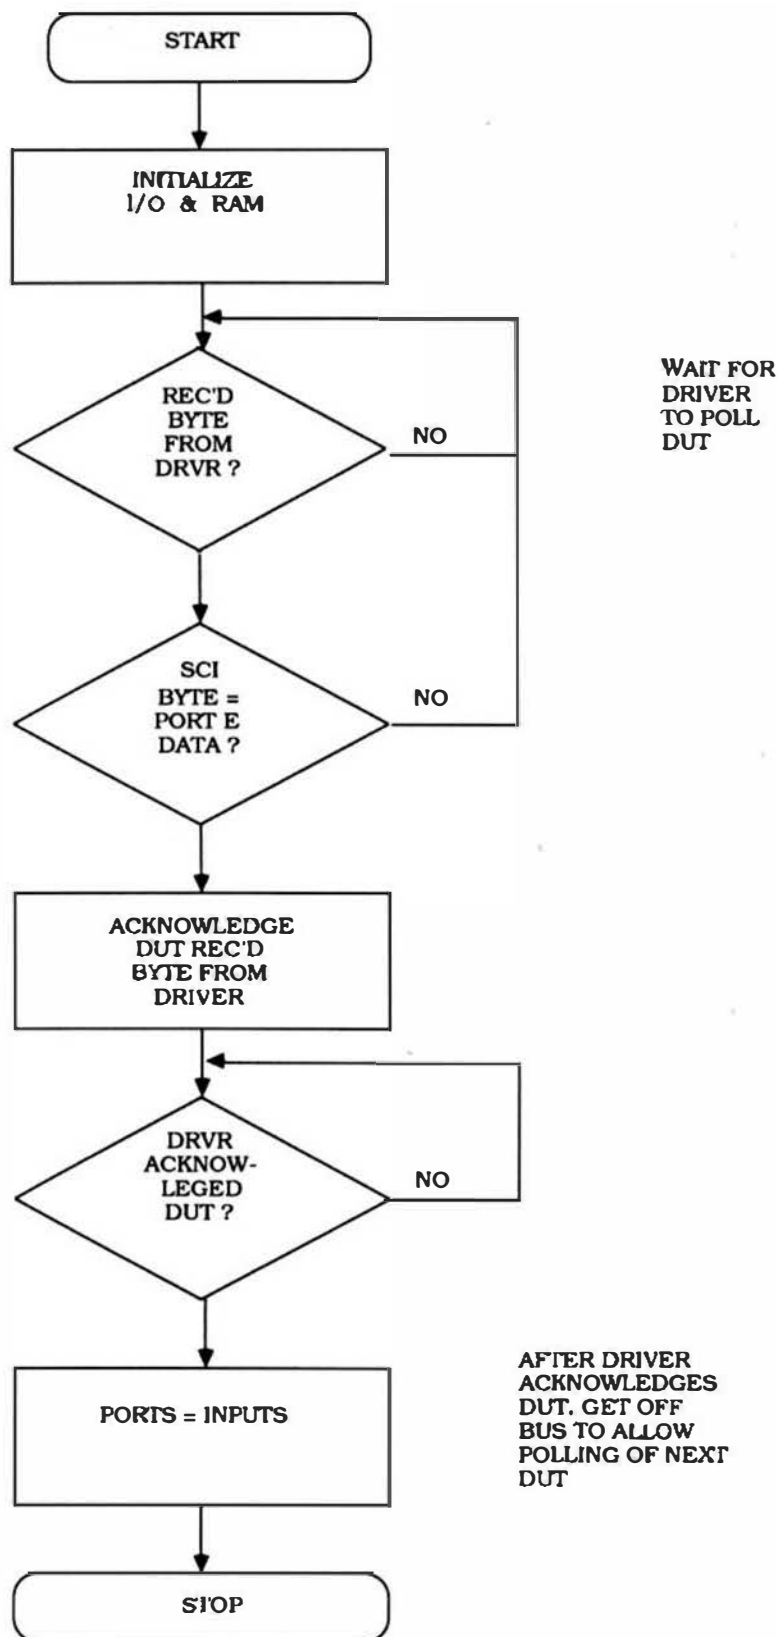 START
INITIALIZE
I/O & RAM
REC'D
BYTE
FROM
DRVR ?
NO
WAIT FOR
DRIVER
TO POLL
DUT
SCI
BYTE =
PORT E
DATA ?
NO
ACKNOWLEDGE
DUT REC'D
BYTE FROM
DRIVER
DRVR
ACKNOW-
LEGED
DUT ?
NO
PORTS = INPUTS
AFTER DRIVER
ACKNOWLEDGES
DUT, GET OFF
BUS TO ALLOW
POLLING OF NEXT
DUT
STOP